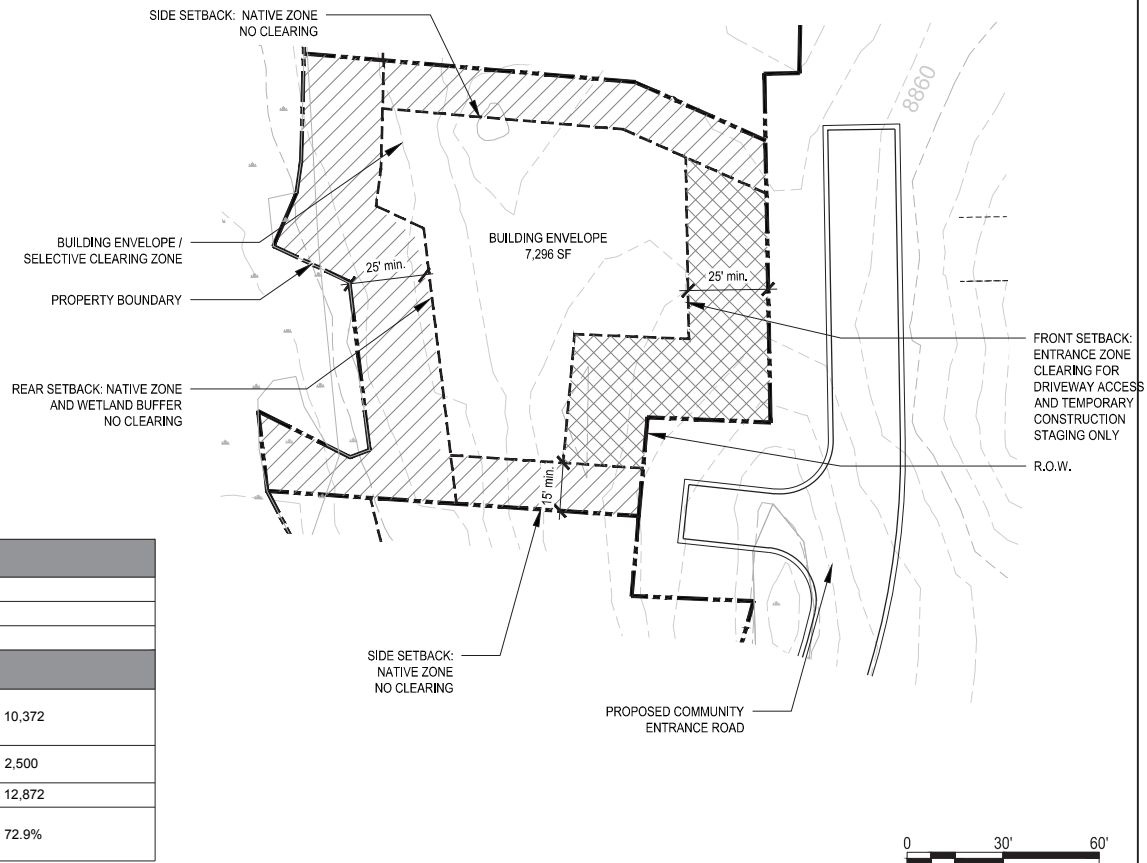 SIDE SETBACK: NATIVE ZONE
NO CLEARING
8860
BUILDING ENVELOPE /
SELECTIVE CLEARING ZONE
BUILDING ENVELOPE
7,296 SF
25' min.
25' min.
PROPERTY BOUNDARY
FRONT SETBACK:
ENTRANCE ZONE
CLEARING FOR
DRIVEWAY ACCESS
AND TEMPORARY
CONSTRUCTION
STAGING ONLY
REAR SETBACK: NATIVE ZONE
AND WETLAND BUFFER
NO CLEARING
R.O.W.
15' min.
SIDE SETBACK:
NATIVE ZONE
NO CLEARING
PROPOSED COMMUNITY
ENTRANCE ROAD
10,372
2,500
12,872
72.9%
0 30' 60'